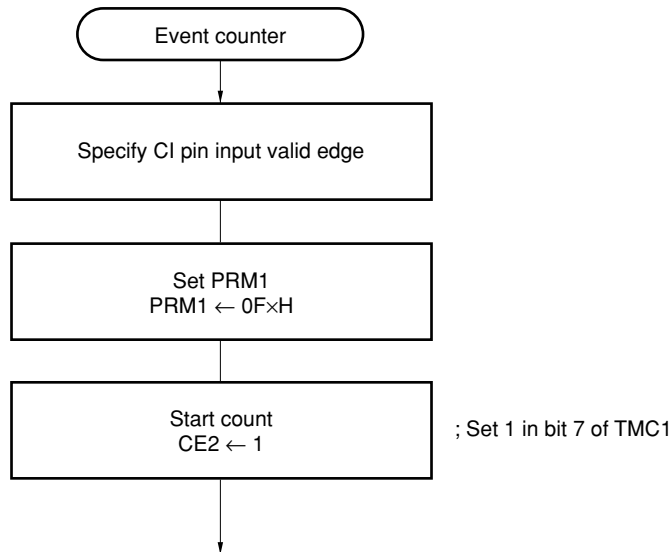 Event counter
Specify CI pin input valid edge
Set PRM1
PRM1 ← 0F×H
Start count
CE2 ← 1
; Set 1 in bit 7 of TMC1